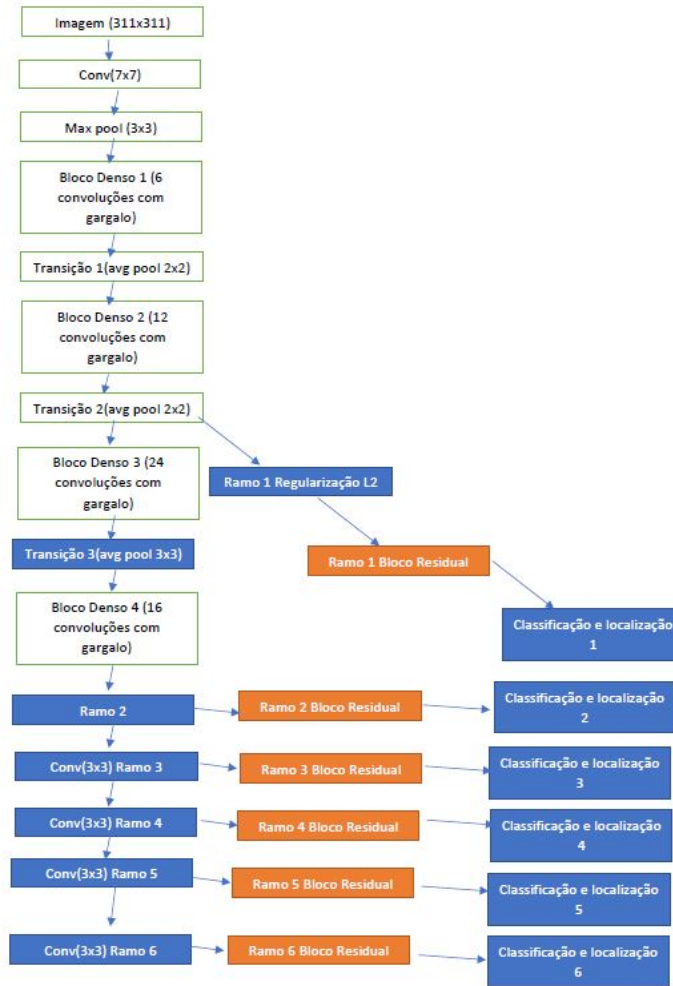 Imagem (311x311)
Conv(7x7)
Max pool (3x3)
Bloco Denso 1 (6
convoluções com
gargalo)
Transição 1(avg pool 2x2)
Bloco Denso 2 (12
convoluções com
gargalo)
Transição 2(avg pool 2x2)
Bloco Denso 3 (24
convoluções com
gargalo)
Ramo 1 Regularização L2
Transição 3(avg pool 3x3)
Ramo 1 Bloco Residual
Bloco Denso 4 (16
convoluções com
gargalo)
Classificação e localização
1
Ramo 2
Ramo 2 Bloco Residual
Classificação e localização
2
Conv(3x3) Ramo 3
Ramo 3 Bloco Residual
Classificação e localização
3
Conv(3x3) Ramo 4
Ramo 4 Bloco Residual
Classificação e localização
4
Conv(3x3) Ramo 5
Ramo 5 Bloco Residual
Classificação e localização
5
Conv(3x3) Ramo 6
Ramo 6 Bloco Residual
Classificação e localização
6